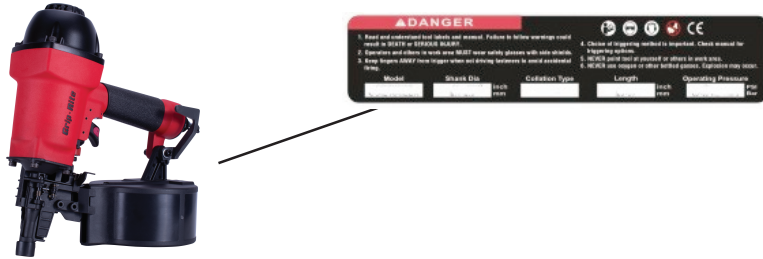 Grip-Rite
DANGER
1. Read and understand tool labels and manual. Failure to follow warnings could
result in DEATH or SERIOUS INJURY.
2. Operators and others in work area MUST wear safety glasses with side shields.
3. Keep fingers AWAY from trigger when not driving fasteners to avoid accidental
firing.
4. Choice of triggering method is important. Check manual for
triggering options.
5. NEVER point tool at yourself or others in work area.
6. NEVER use oxygen or other bottled gasses. Explosion may occur.
CE
Model Shank Dia Collation Type Length Operating Pressure
inch inch PSI
mm mm Bar